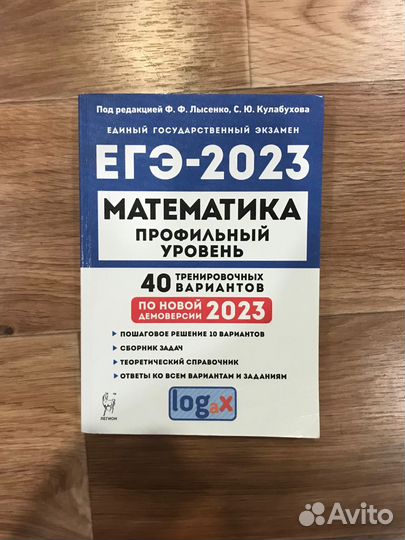 Под редакцией Ф. Ф. Лысенко, С. Ю. Кулабухова
ЕДИНЫЙ ГОСУДАРСТВЕННЫЙ ЭКЗАМЕН
ЕГЭ-2023
МАТЕМАТИКА
ПРОФИЛЬНЫЙ
УРОВЕНЬ
40 ТРЕНИРОВОЧНЫХ
ВАРИАНТОВ
ПО НОВОЙ
ДЕМОВЕРСИИ 2023
ПОШАГОВОЕ РЕШЕНИЕ 10 ВАРИАНТОВ
СБОРНИК ЗАДАЧ
ТЕОРЕТИЧЕСКИЙ СПРАВОЧНИК
ОТВЕТЫ КО ВСЕМ ВАРИАНТАМ И ЗАДАНИЯМ
logax
ЛЕГИОН
Avito